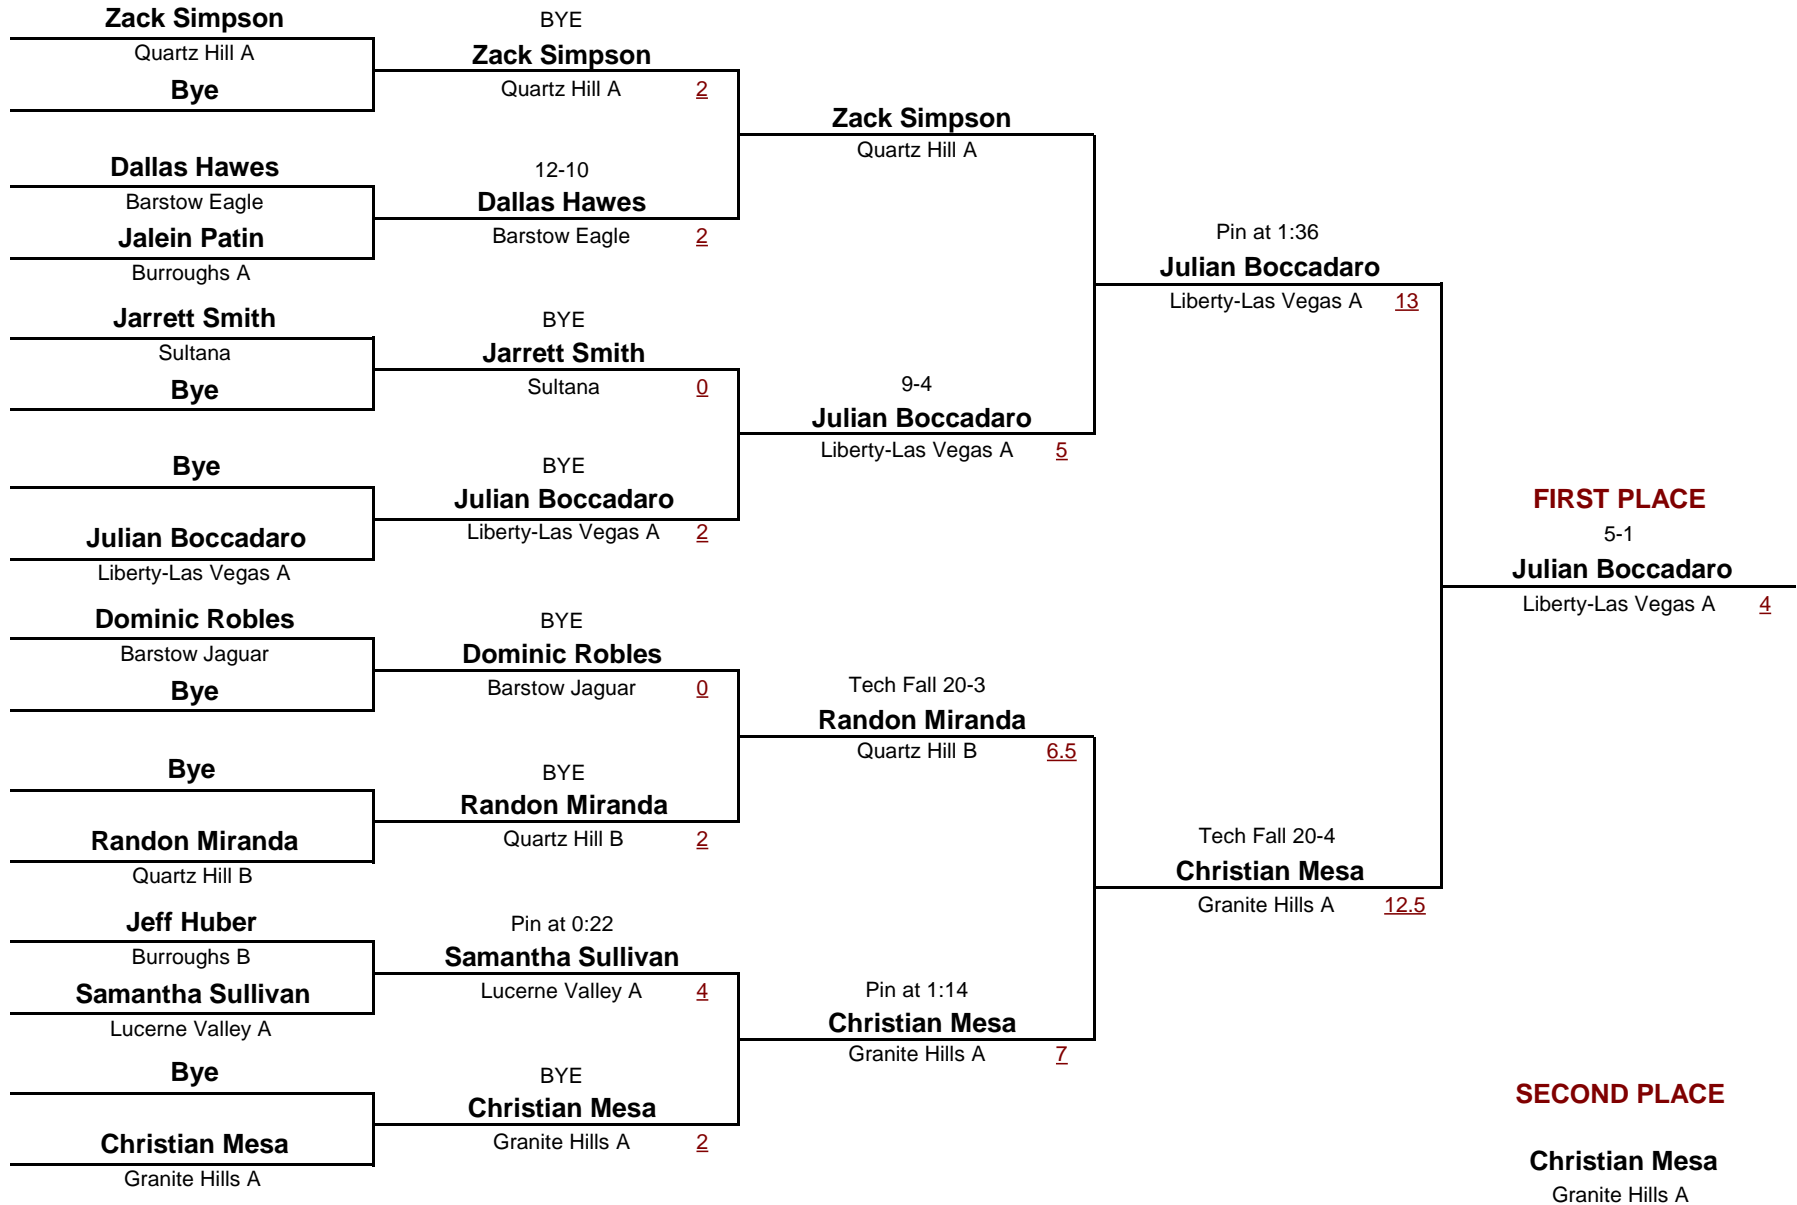 Zack Simpson
Quartz Hill A
Bye
Dallas Hawes
Barstow Eagle
Jalein Patin
Burroughs A
Jarrett Smith
Sultana
Bye
Bye
Julian Boccadaro
Liberty-Las Vegas A
Dominic Robles
Barstow Jaguar
Bye
Bye
Randon Miranda
Quartz Hill B
Jeff Huber
Burroughs B
Samantha Sullivan
Lucerne Valley A
Bye
Christian Mesa
Granite Hills A
BYE
Zack Simpson
Quartz Hill A 2
12-10
Dallas Hawes
Barstow Eagle 2
BYE
Jarrett Smith
Sultana 0
BYE
Julian Boccadaro
Liberty-Las Vegas A 2
BYE
Dominic Robles
Barstow Jaguar 0
BYE
Randon Miranda
Quartz Hill B 2
Pin at 0:22
Samantha Sullivan
Lucerne Valley A 4
BYE
Christian Mesa
Granite Hills A 2
Zack Simpson
Quartz Hill A
9-4
Julian Boccadaro
Liberty-Las Vegas A 5
Tech Fall 20-3
Randon Miranda
Quartz Hill B 6.5
Pin at 1:14
Christian Mesa
Granite Hills A 7
Pin at 1:36
Julian Boccadaro
Liberty-Las Vegas A 13
Tech Fall 20-4
Christian Mesa
Granite Hills A 12.5
FIRST PLACE
5-1
Julian Boccadaro
Liberty-Las Vegas A 4
SECOND PLACE
Christian Mesa
Granite Hills A